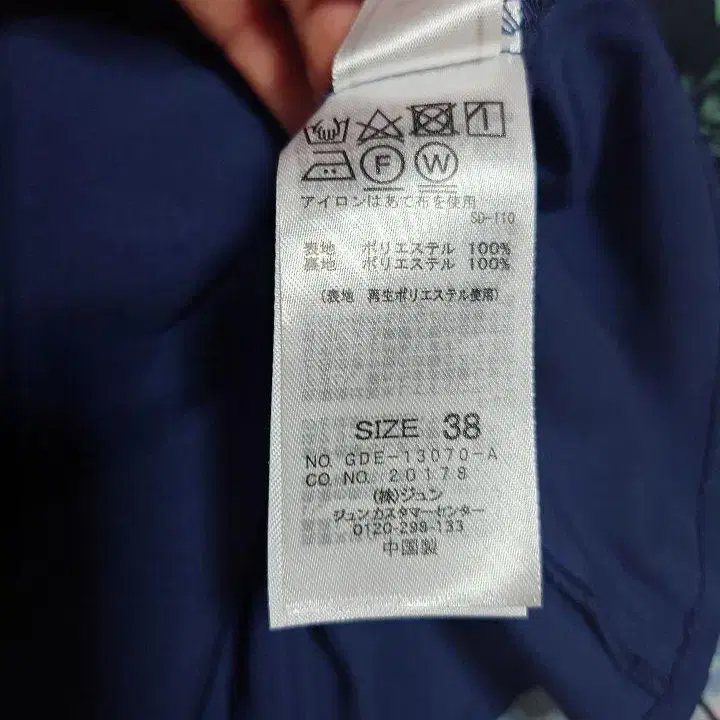 F W
アイロンはあて布を使用
SD-110
表地 ポリエステル 100%
裏地 ポリエステル 100%
(表地 再生ポリエステル使用)
SIZE 38
NO. GDE-13070-A
CO. NO. 20178
(株)ジュン
ジュンカスタマーセンター
0120-298-133
中国製